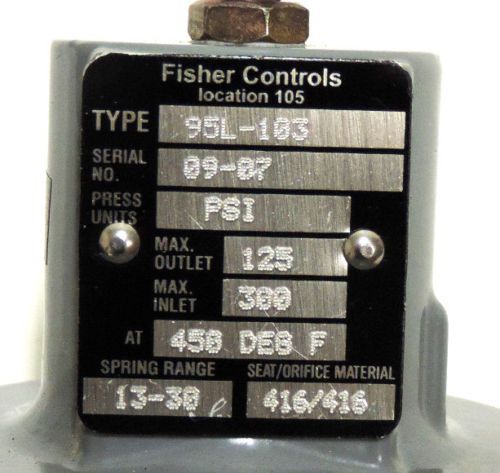 Fisher Controls
location 105
TYPE 95L-103
SERIAL NO. 09-07
PRESS UNITS PSI
MAX. OUTLET 125
MAX. INLET 300
AT 450 DEG F
SPRING RANGE SEAT/ORIFICE MATERIAL
13-30 416/416